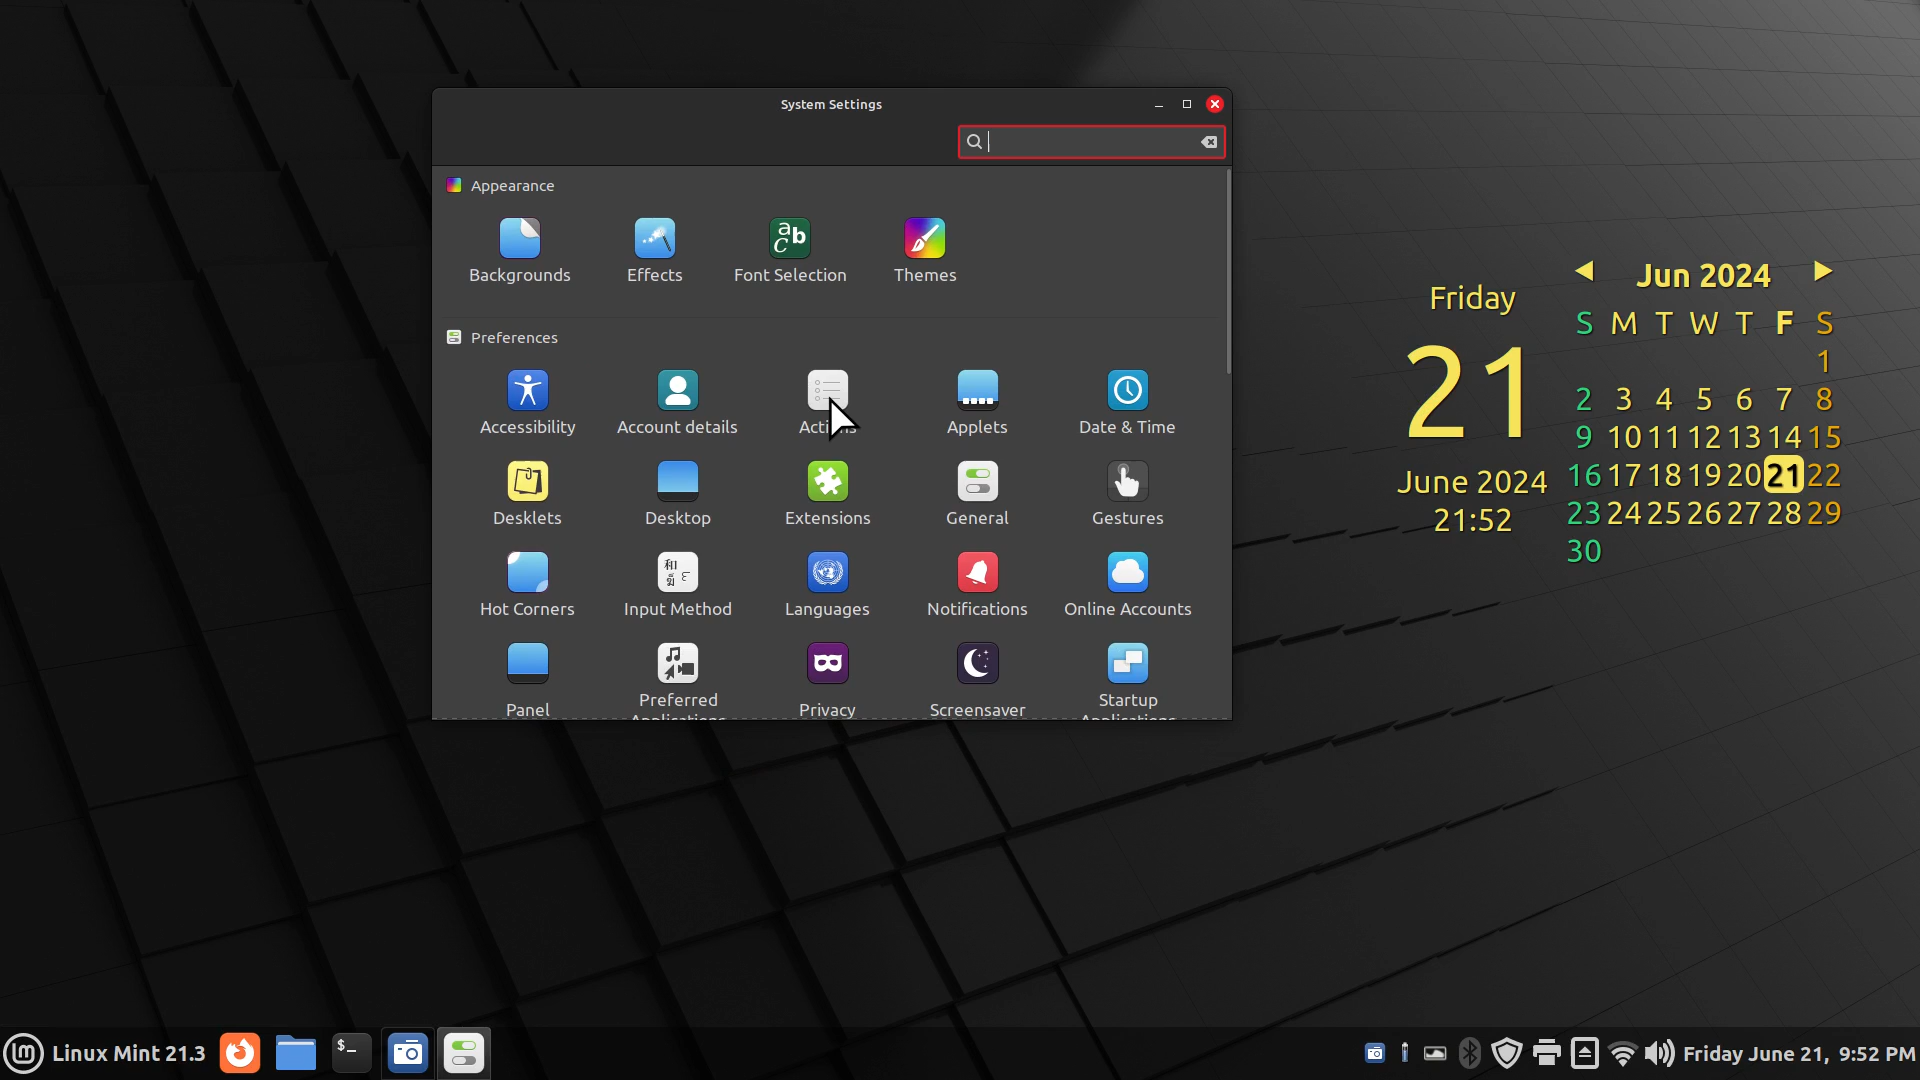 System Settings
Appearance
Backgrounds Effects Font Selection Themes
Preferences
Accessibility Account details Actions Applets Date & Time
Desklets Desktop Extensions General Gestures
Hot Corners Input Method Languages Notifications Online Accounts
Panel Preferred Applications Privacy Screensaver Startup Applications
Friday
21
June 2024
21:52
Jun 2024
S M T W T F S
1
2 3 4 5 6 7 8
9 10 11 12 13 14 15
16 17 18 19 20 21 22
23 24 25 26 27 28 29
30
Linux Mint 21.3
Friday June 21, 9:52 PM